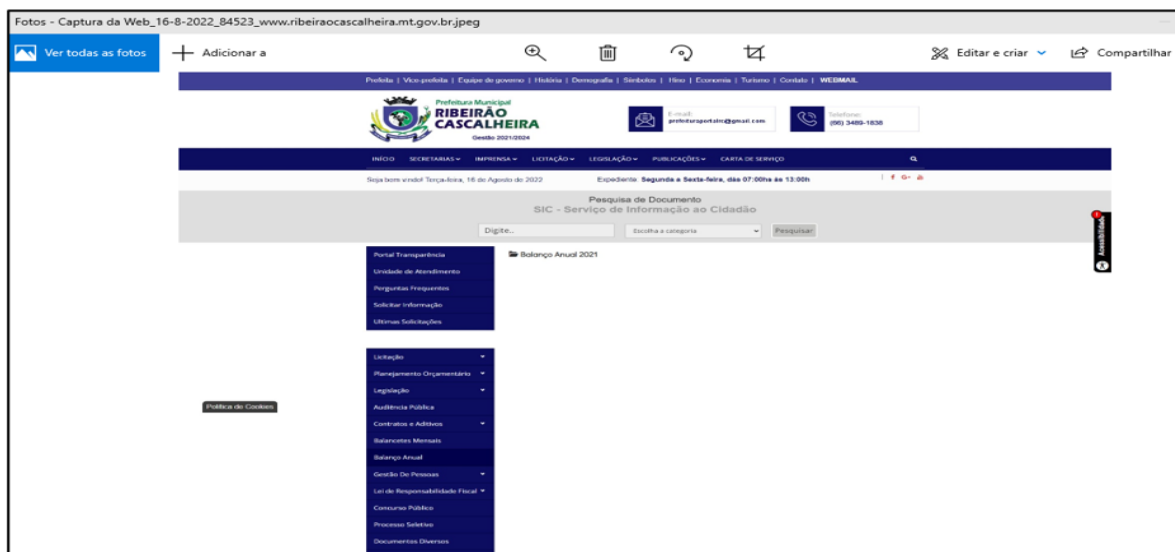 Fotos - Captura da Web_16-8-2022_84523_www.ribeiraocascalheira.mt.gov.br.jpeg
Ver todas as fotos
Adicionar a
Editar e criar
Compartilhar
Prefeita | Vice-prefeita | Equipe de governo | História | Demografia | Símbolos | Hino | Economia | Turismo | Contato | WEBMAIL
Prefeitura Municipal
RIBEIRÃO
CASCALHEIRA
Gestão 2021/2024
E-mail:
Telefone:
(66) 3489-1838
INÍCIO SECRETARIAS IMPRENSA LICITAÇÃO LEGISLAÇÃO PUBLICAÇÕES CARTA DE SERVIÇO
Seja bem vindo! Terça-feira, 16 de Agosto de 2022
Expediente: Segunda a Sexta-feira, dás 07:00hs ás 13:00h
Pesquisa de Documento
SIC - Serviço de Informação ao Cidadão
Digite..
Escolha a categoria
Pesquisar
Acessibilidade
Portal Transparência
Balanço Anual 2021
Unidade de Atendimento
Perguntas Frequentes
Solicitar Informação
Ultimas Solicitações
Licitação
Planejamento Orçamentário
Legislação
Audiência Pública
Política de Cookies
Contratos e Aditivos
Balancetes Mensais
Balanço Anual
Gestão De Pessoas
Lei de Responsabilidade Fiscal
Concurso Público
Processo Seletivo
Documentos Diversos